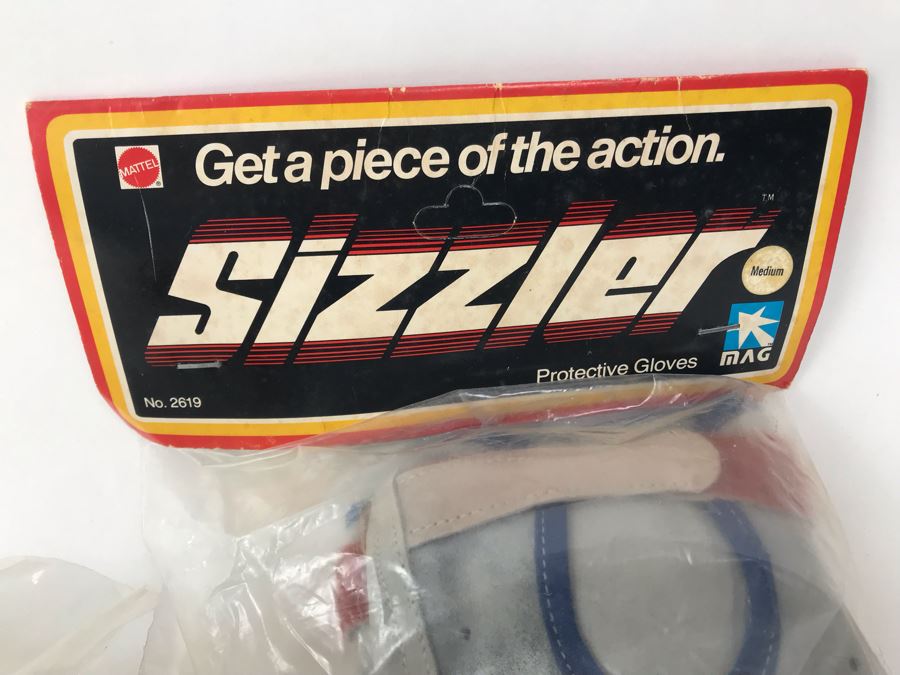 MATTEL
®
Get a piece of the action.
Sizzler
TM
Medium
MAG
Protective Gloves
No. 2619